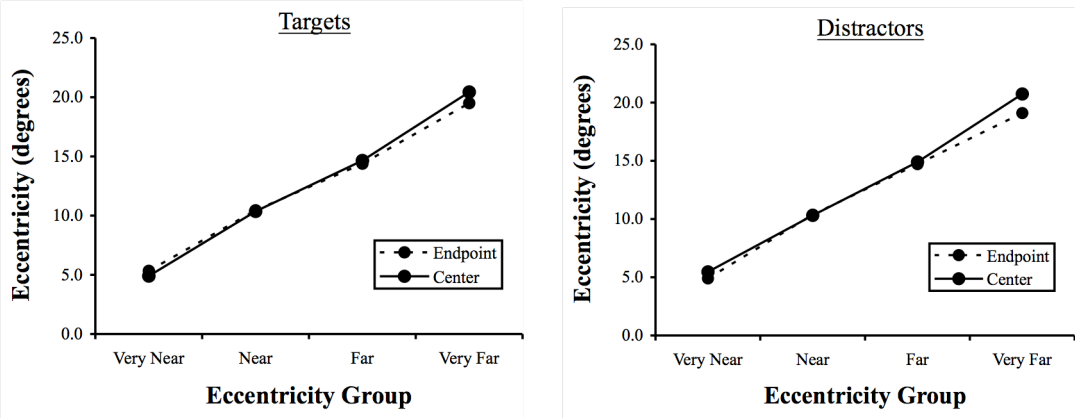 Targets
25.0
20.0
15.0
10.0
5.0
0.0
Eccentricity (degrees)
Very Near Near Far Very Far
Eccentricity Group
Endpoint
Center
Distractors
25.0
20.0
15.0
10.0
5.0
0.0
Eccentricity (degrees)
Very Near Near Far Very Far
Eccentricity Group
Endpoint
Center